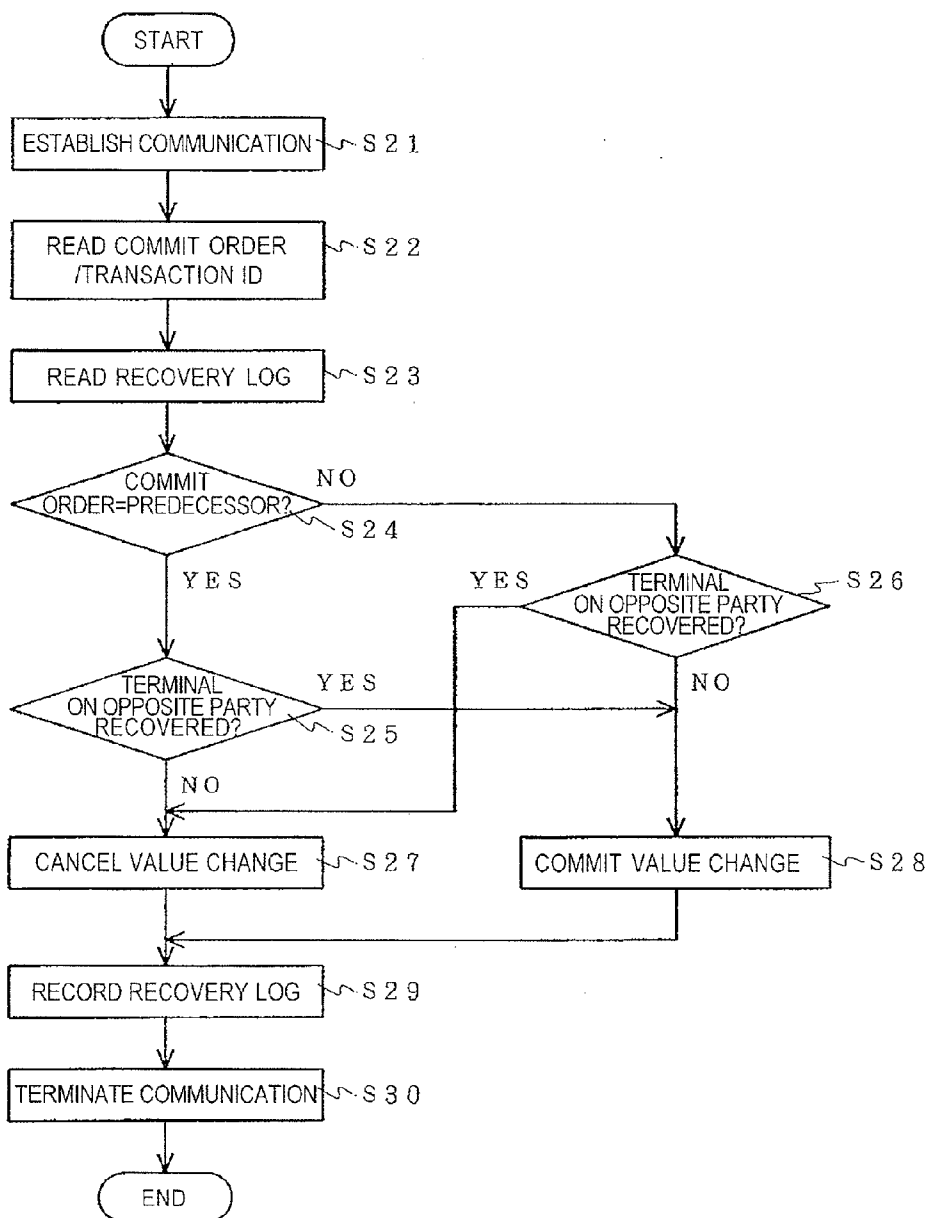 START
ESTABLISH COMMUNICATION
S21
READ COMMIT ORDER
/TRANSACTION ID
S22
READ RECOVERY LOG
S23
COMMIT
ORDER=PREDECESSOR?
S24
NO
YES
TERMINAL
ON OPPOSITE PARTY
RECOVERED?
S26
YES
NO
TERMINAL
ON OPPOSITE PARTY
RECOVERED?
S25
YES
NO
CANCEL VALUE CHANGE
S27
COMMIT VALUE CHANGE
S28
RECORD RECOVERY LOG
S29
TERMINATE COMMUNICATION
S30
END